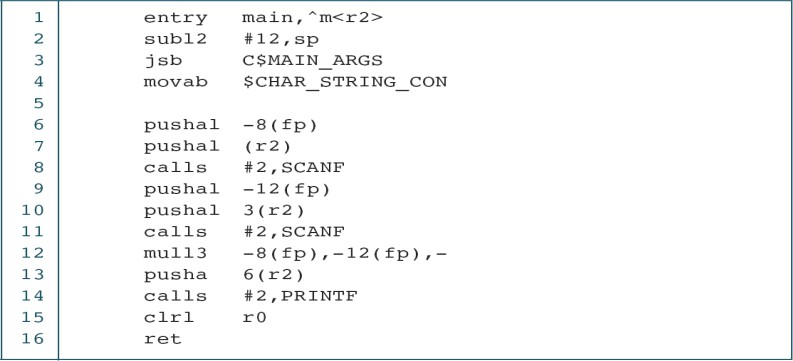 1 entry main,^m<r2>
2 subl2 #12,sp
3 jsb C$MAIN_ARGS
4 movab $CHAR_STRING_CON
5
6 pushal -8(fp)
7 pushal (r2)
8 calls #2,SCANF
9 pushal -12(fp)
10 pushal 3(r2)
11 calls #2,SCANF
12 mull3 -8(fp),-12(fp),-
13 pusha 6(r2)
14 calls #2,PRINTF
15 clrl r0
16 ret